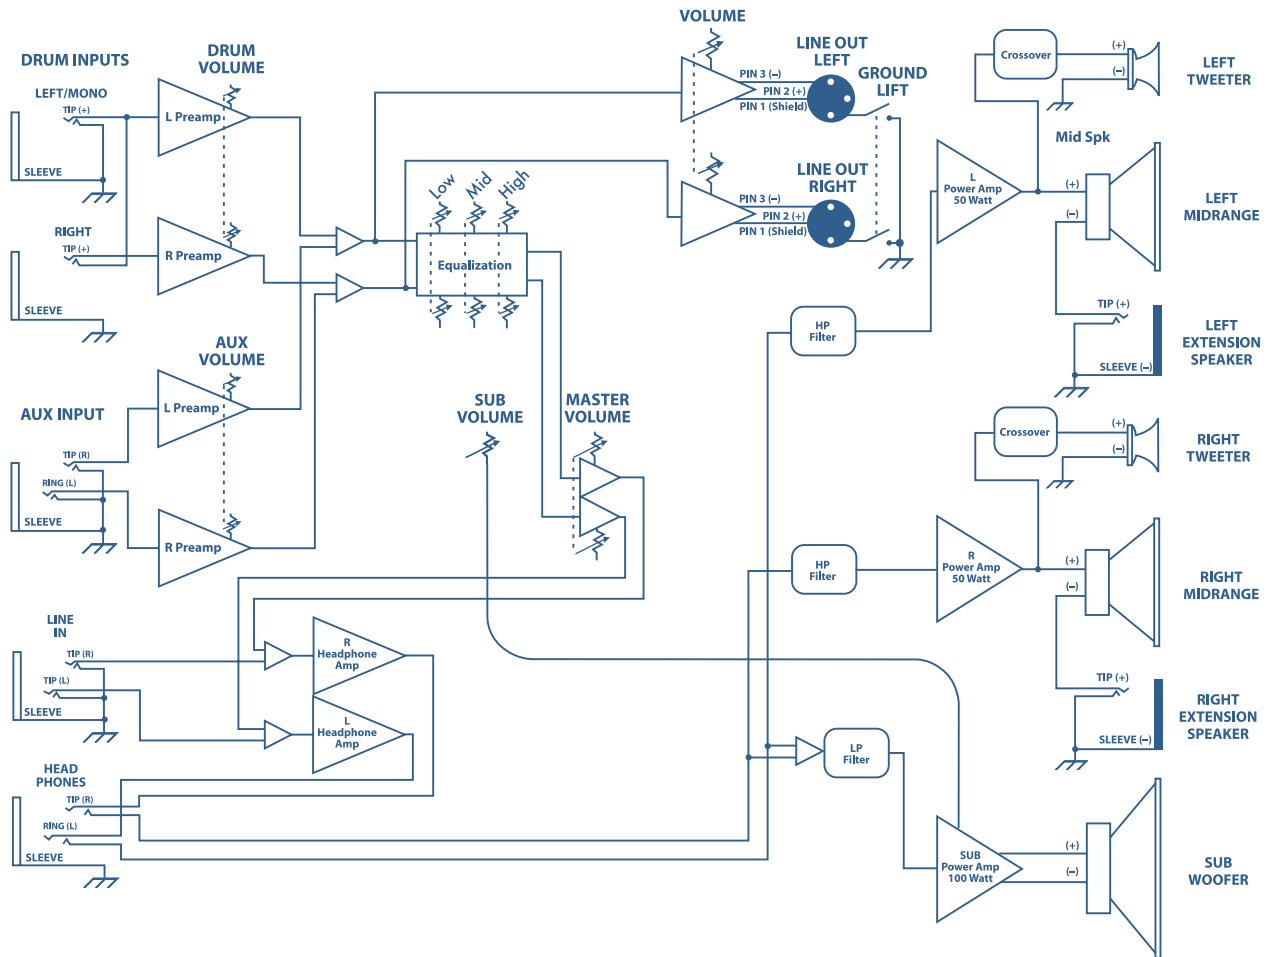 DRUM INPUTS
LEFT/MONO
TIP (+)
SLEEVE
RIGHT
TIP (+)
SLEEVE
DRUM
VOLUME
L Preamp
R Preamp
AUX
VOLUME
L Preamp
R Preamp
AUX INPUT
TIP (R)
RING (L)
SLEEVE
LINE
IN
TIP (R)
TIP (L)
SLEEVE
HEAD
PHONES
TIP (R)
RING (L)
SLEEVE
R
Headphone
Amp
L
Headphone
Amp
Low
Mid
High
Equalization
SUB
VOLUME
MASTER
VOLUME
VOLUME
LINE OUT
LEFT
PIN 3 (–)
PIN 2 (+)
PIN 1 (Shield)
GROUND
LIFT
LINE OUT
RIGHT
PIN 3 (–)
PIN 2 (+)
PIN 1 (Shield)
HP
Filter
HP
Filter
LP
Filter
L
Power Amp
50 Watt
R
Power Amp
50 Watt
SUB
Power Amp
100 Watt
Crossover
(+)
(–)
LEFT
TWEETER
Mid Spk
(+)
(–)
LEFT
MIDRANGE
TIP (+)
SLEEVE (–)
LEFT
EXTENSION
SPEAKER
Crossover
(+)
(–)
RIGHT
TWEETER
(+)
(–)
RIGHT
MIDRANGE
TIP (+)
SLEEVE (–)
RIGHT
EXTENSION
SPEAKER
(+)
(–)
SUB
WOOFER